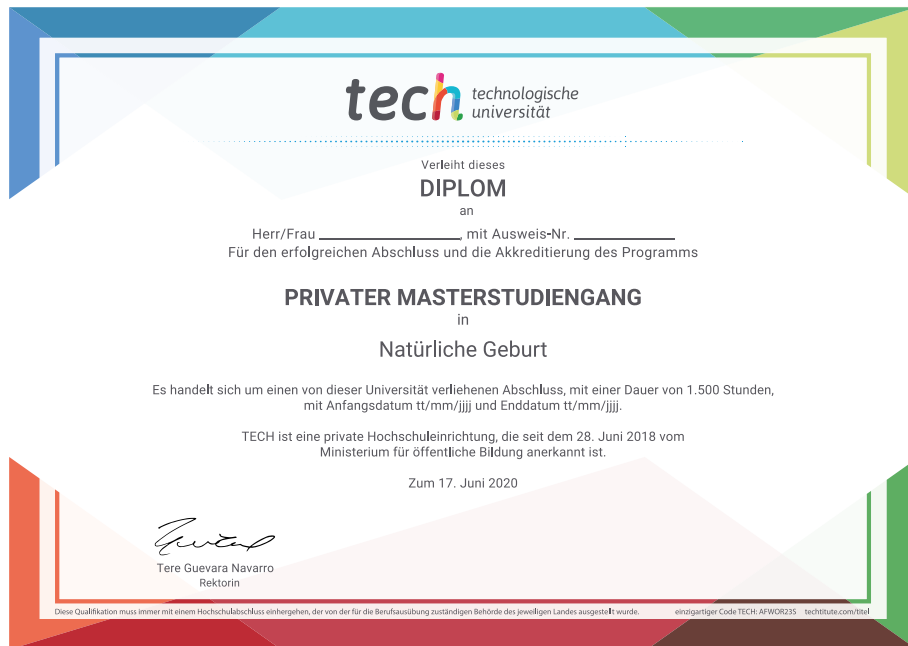 tech technologische
universität
Verleiht dieses
DIPLOM
an
Herr/Frau ____________________, mit Ausweis-Nr. ______________
Für den erfolgreichen Abschluss und die Akkreditierung des Programms
PRIVATER MASTERSTUDIENGANG
in
Natürliche Geburt
Es handelt sich um einen von dieser Universität verliehenen Abschluss, mit einer Dauer von 1.500 Stunden,
mit Anfangsdatum tt/mm/jjjj und Enddatum tt/mm/jjjj.
TECH ist eine private Hochschuleinrichtung, die seit dem 28. Juni 2018 vom
Ministerium für öffentliche Bildung anerkannt ist.
Zum 17. Juni 2020
Tere Guevara Navarro
Rektorin
Diese Qualifikation muss immer mit einem Hochschulabschluss einhergehen, der von der für die Berufsausübung zuständigen Behörde des jeweiligen Landes ausgestellt wurde. einzigartiger Code TECH: AFWOR23S techtitute.com/titel